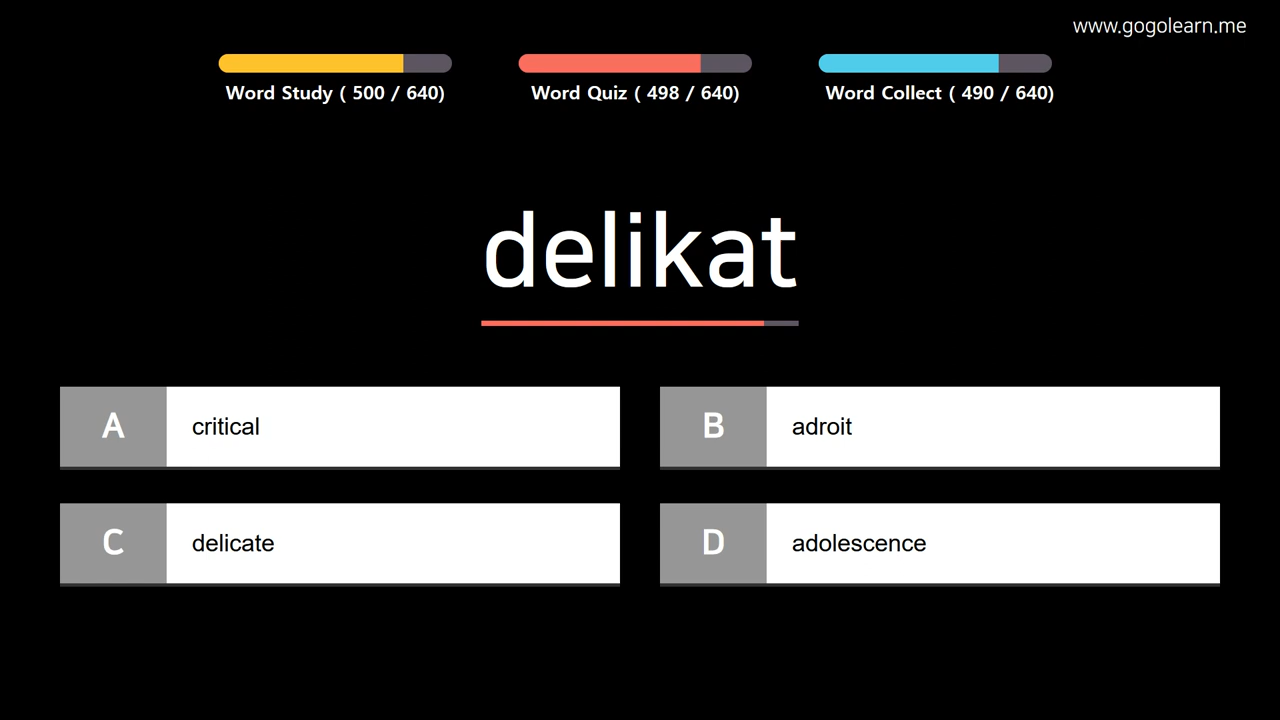 www.gogolearn.me
Word Study ( 500 / 640)
Word Quiz ( 498 / 640)
Word Collect ( 490 / 640)
delikat
A critical
B adroit
C delicate
D adolescence